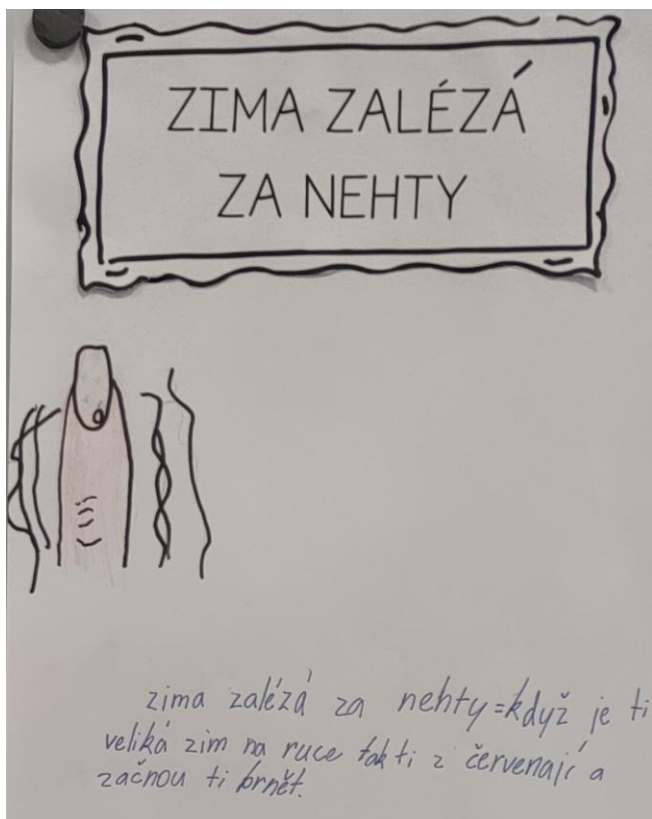 ZIMA ZALÉZÁ
ZA NEHTY
zima zalézá za nehty=když je ti
veliká zim na ruce tak ti z červenají a
začnou ti brnět.